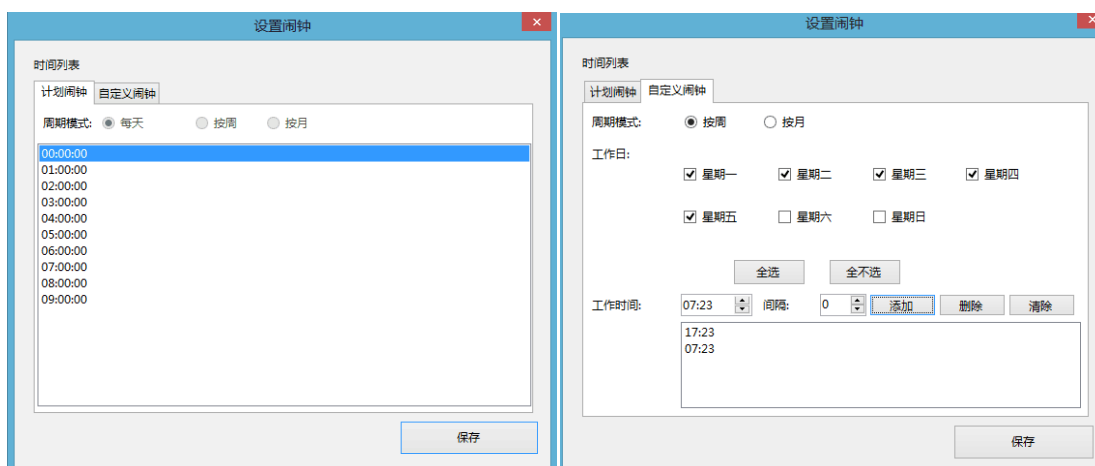 设置闹钟
时间列表
计划闹钟 自定义闹钟
周期模式: 每天 按周 按月
00:00:00
01:00:00
02:00:00
03:00:00
04:00:00
05:00:00
06:00:00
07:00:00
08:00:00
09:00:00
保存
设置闹钟
时间列表
计划闹钟 自定义闹钟
周期模式: 按周 按月
工作日:
星期一 星期二 星期三 星期四
星期五 星期六 星期日
全选 全不选
工作时间: 07:23 间隔: 0 添加 删除 清除
17:23
07:23
保存